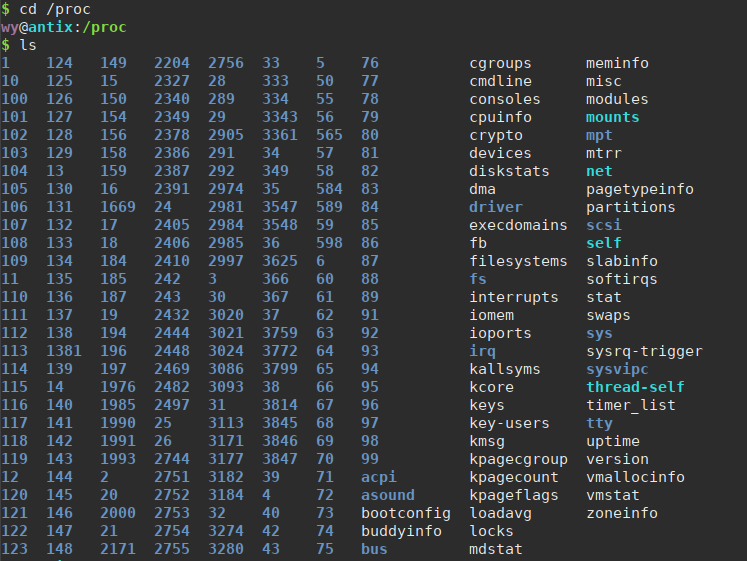 $ cd /proc
wy@antix:/proc
$ ls
1 124 149 2204 2756 33 5 76 cgroups meminfo
10 125 15 2327 28 333 50 77 cmdline misc
100 126 150 2340 289 334 55 78 consoles modules
101 127 154 2349 29 3343 56 79 cpuinfo mounts
102 128 156 2378 2905 3361 565 80 crypto mpt
103 129 158 2386 291 34 57 81 devices mtrr
104 13 159 2387 292 349 58 82 diskstats net
105 130 16 2391 2974 35 584 83 dma pagetypeinfo
106 131 1669 24 2981 3547 589 84 driver partitions
107 132 17 2405 2984 3548 59 85 execdomains scsi
108 133 18 2406 2985 36 598 86 fb self
109 134 184 2410 2997 3625 6 87 filesystems slabinfo
11 135 185 242 3 366 60 88 fs softirqs
110 136 187 243 30 367 61 89 interrupts stat
111 137 19 2432 3020 37 62 91 iomem swaps
112 138 194 2444 3021 3759 63 92 ioports sys
113 1381 196 2448 3024 3772 64 93 irq sysrq-trigger
114 139 197 2469 3086 3799 65 94 kallsyms sysvipc
115 14 1976 2482 3093 38 66 95 kcore thread-self
116 140 1985 2497 31 3814 67 96 keys timer_list
117 141 1990 25 3113 3845 68 97 key-users tty
118 142 1991 26 3171 3846 69 98 kmsg uptime
119 143 1993 2744 3177 3847 70 99 kpagecgroup version
12 144 2 2751 3182 39 71 acpi kpagecount vmallocinfo
120 145 20 2752 3184 4 72 asound kpageflags vmstat
121 146 2000 2753 32 40 73 bootconfig loadavg zoneinfo
122 147 21 2754 3274 42 74 buddyinfo locks
123 148 2171 2755 3280 43 75 bus mdstat